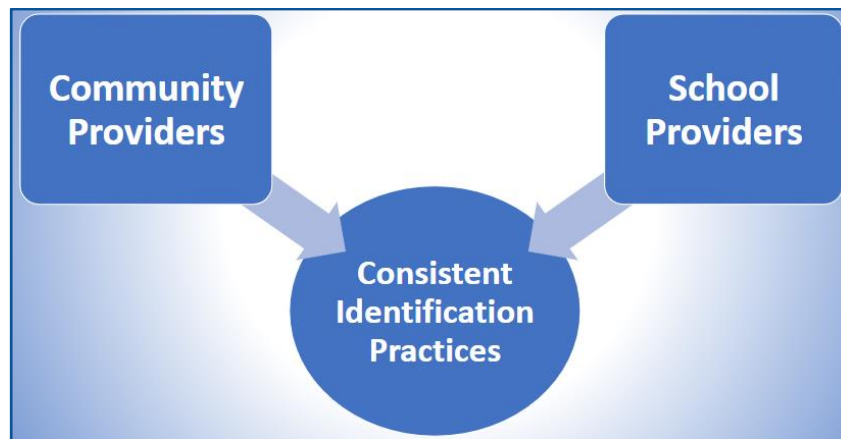 Community
Providers
School
Providers
Consistent
Identification
Practices